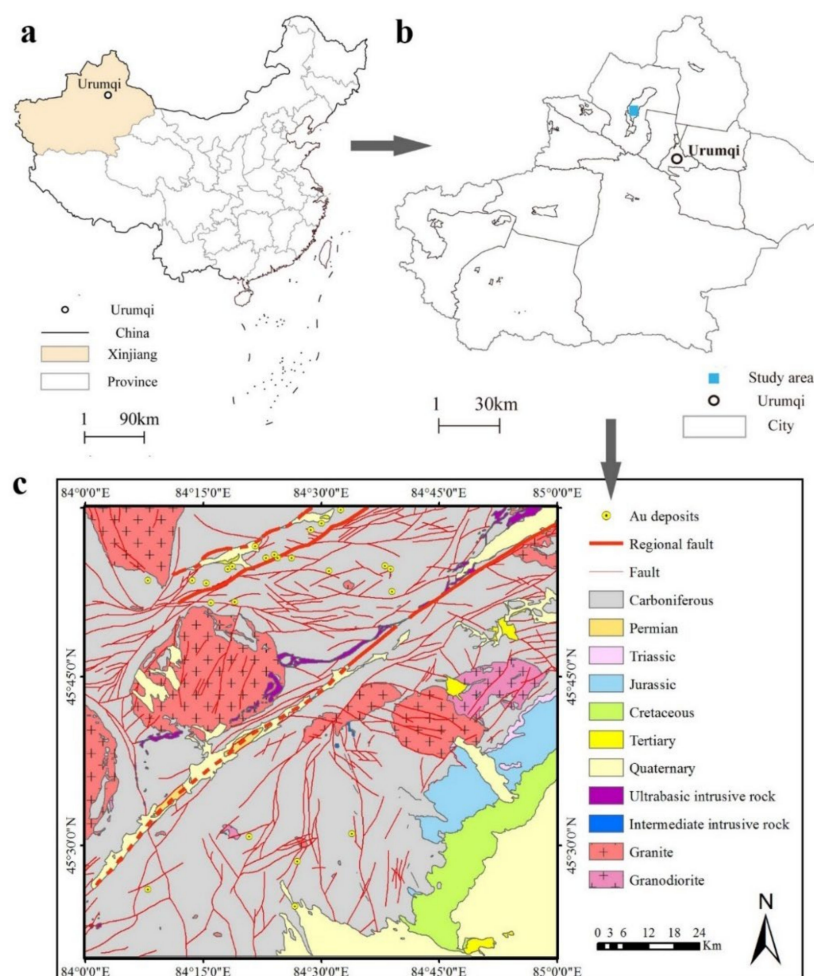 a
Urumqi
Urumqi
China
Xinjiang
Province
1 90km
b
Urumqi
Study area
Urumqi
City
1 30km
c
84°0'0"E 84°15'0"E 84°30'0"E 84°45'0"E 85°0'0"E
45°45'0"N
45°30'0"N
45°45'0"N
45°30'0"N
84°0'0"E 84°15'0"E 84°30'0"E 84°45'0"E 85°0'0"E
Au deposits
Regional fault
Fault
Carboniferous
Permian
Triassic
Jurassic
Cretaceous
Tertiary
Quaternary
Ultrabasic intrusive rock
Intermediate intrusive rock
Granite
Granodiorite
N
0 3 6 12 18 24
Km